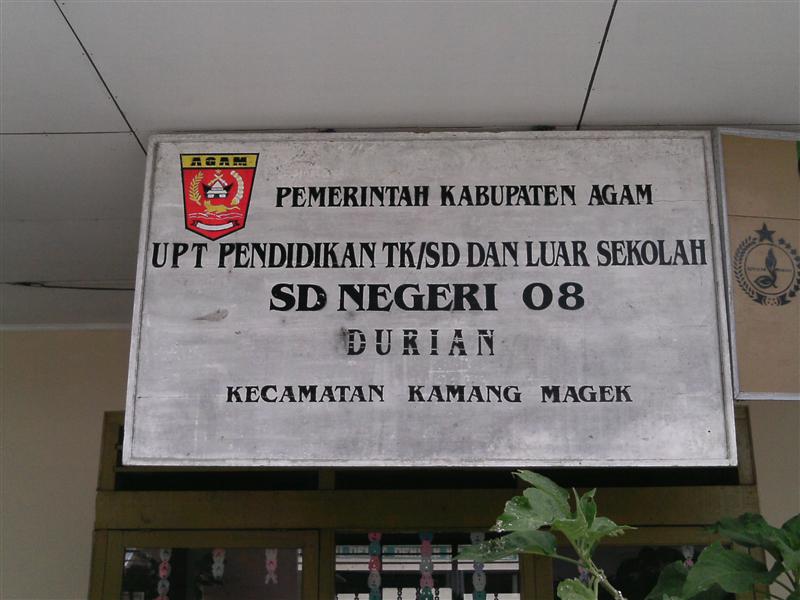 AGAM
PEMERINTAH KABUPATEN AGAM
UPT PENDIDIKAN TK/SD DAN LUAR SEKOLAH
SD NEGERI 08
DURIAN
KECAMATAN KAMANG MAGEK